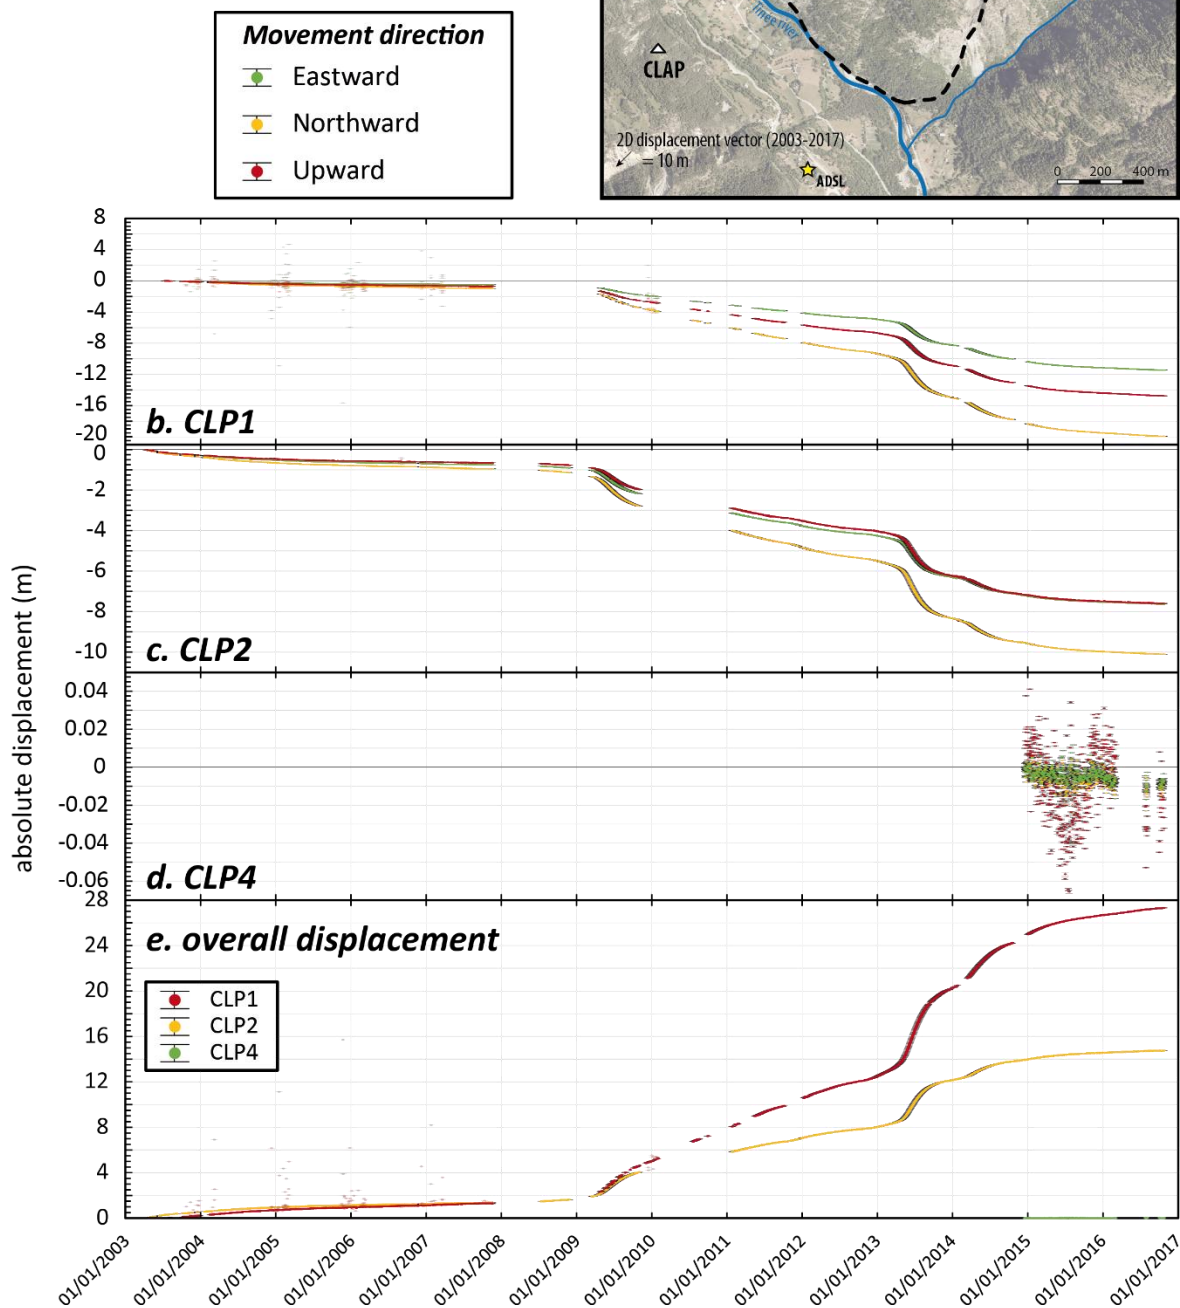 Movement direction
Eastward
Northward
Upward
river
CLAP
2D displacement vector (2003-2017)
= 10 m
ADSL
0 200 400 m
8
4
0
-4
-8
-12
-16
-20
b. CLP1
0
-2
-4
-6
-8
-10
c. CLP2
absolute displacement (m)
0.04
0.02
0
-0.02
-0.04
-0.06
d. CLP4
28
24
20
16
12
8
4
0
e. overall displacement
CLP1
CLP2
CLP4
01/01/2003
01/01/2004
01/01/2005
01/01/2006
01/01/2007
01/01/2008
01/01/2009
01/01/2010
01/01/2011
01/01/2012
01/01/2013
01/01/2014
01/01/2015
01/01/2016
01/01/2017